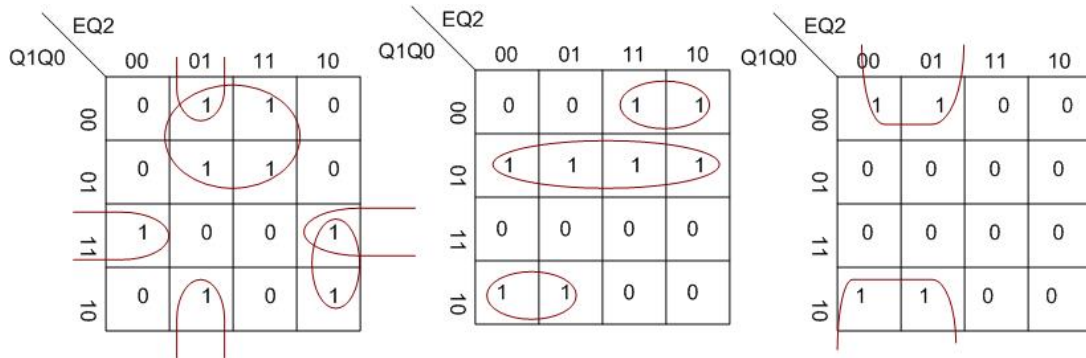 EQ2
Q1Q0 00 01 11 10
00 0 1 1 0
01 0 1 1 0
11 1 0 0 1
10 0 1 0 1
EQ2
Q1Q0 00 01 11 10
00 0 0 1 1
01 1 1 1 1
11 0 0 0 0
10 1 1 0 0
EQ2
Q1Q0 00 01 11 10
00 1 1 0 0
01 0 0 0 0
11 0 0 0 0
10 1 1 0 0